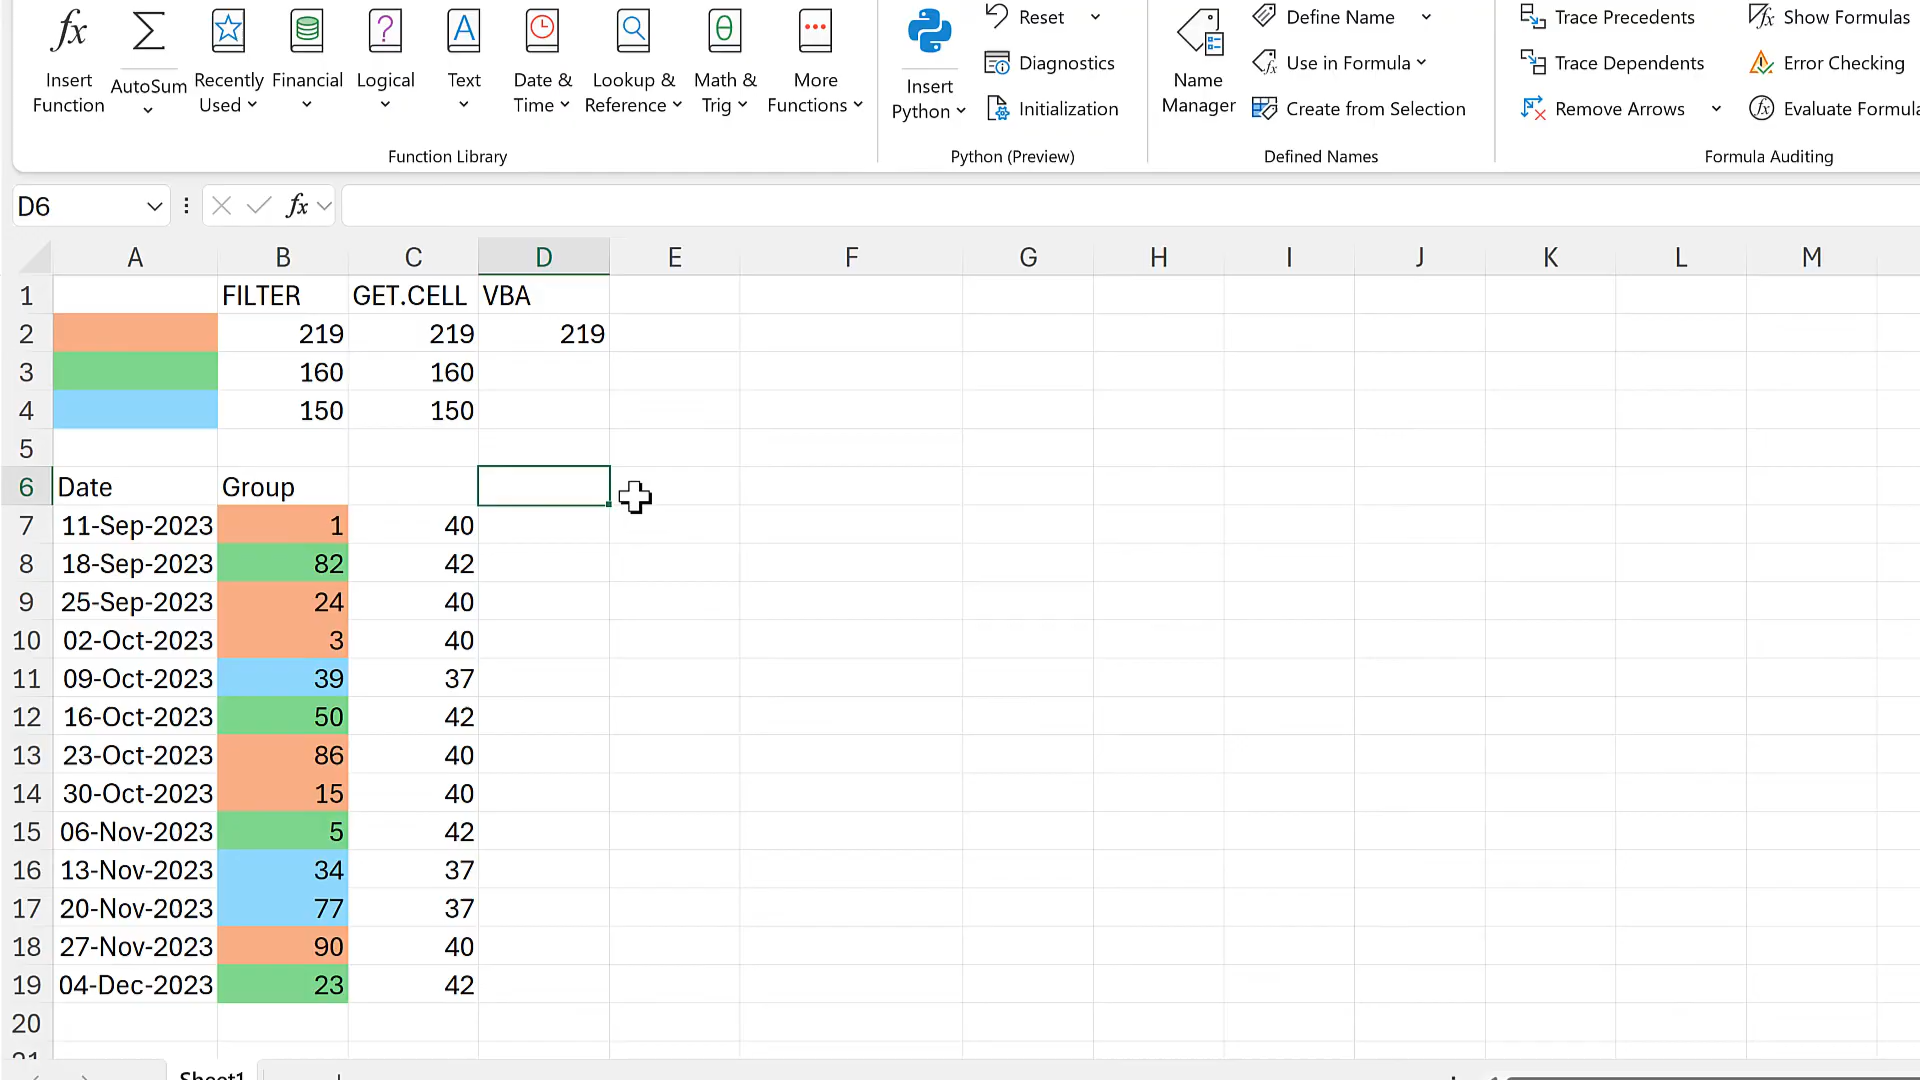 fx Σ ? A θ Reset Define Name Trace Precedents fx Show Formulas
Insert Function AutoSum Recently Used Financial Logical Text Date & Time Lookup & Reference Math & Trig More Functions Insert Python Diagnostics Name Manager Use in Formula Trace Dependents Error Checking
Initialization Create from Selection Remove Arrows Evaluate Formula
Function Library Python (Preview) Defined Names Formula Auditing
D6 fx
A B C D E F G H I J K L M
1 FILTER GET.CELL VBA
2 219 219 219
3 160 160
4 150 150
5
6 Date Group
7 11-Sep-2023 1 40
8 18-Sep-2023 82 42
9 25-Sep-2023 24 40
10 02-Oct-2023 3 40
11 09-Oct-2023 39 37
12 16-Oct-2023 50 42
13 23-Oct-2023 86 40
14 30-Oct-2023 15 40
15 06-Nov-2023 5 42
16 13-Nov-2023 34 37
17 20-Nov-2023 77 37
18 27-Nov-2023 90 40
19 04-Dec-2023 23 42
20
21
Sheet1